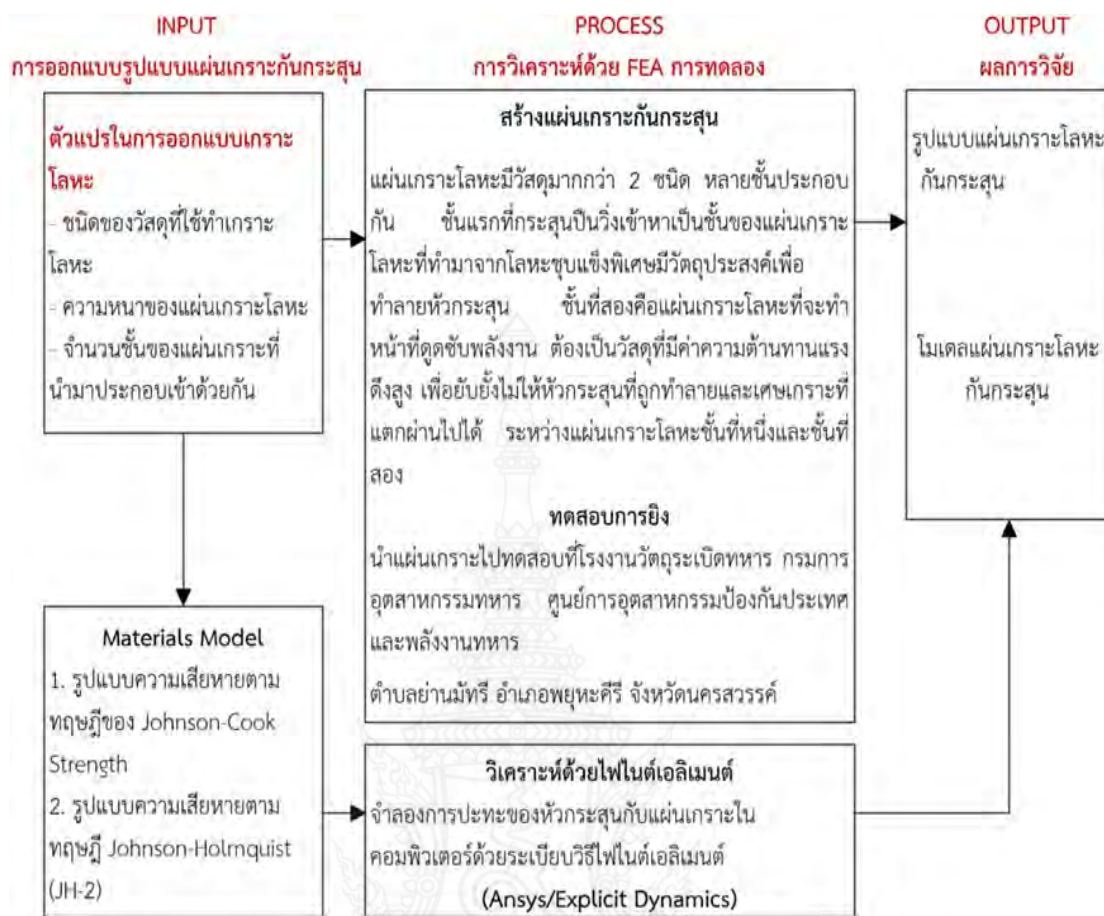 INPUT
การออกแบบรูปแบบแผ่นเกราะกันกระสุน
ตัวแปรในการออกแบบเกราะ
โลหะ
- ชนิดของวัสดุที่ใช้ทำเกราะ
โลหะ
- ความหนาของแผ่นเกราะโลหะ
- จำนวนชั้นของแผ่นเกราะที่
นำมาประกอบเข้าด้วยกัน
Materials Model
1. รูปแบบความเสียหายตาม
ทฤษฎีของ Johnson-Cook
Strength
2. รูปแบบความเสียหายตาม
ทฤษฎี Johnson-Holmquist
(JH-2)
PROCESS
การวิเคราะห์ด้วย FEA การทดลอง
สร้างแผ่นเกราะกันกระสุน
แผ่นเกราะโลหะมีวัสดุมากกว่า 2 ชนิด หลายชั้นประกอบ
กัน ชั้นแรกที่กระสุนปืนวิ่งเข้าหาเป็นชั้นของแผ่นเกราะ
โลหะที่ทำมาจากโลหะชุบแข็งพิเศษมีวัตถุประสงค์เพื่อ
ทำลายหัวกระสุน ชั้นที่สองคือแผ่นเกราะโลหะที่จะทำ
หน้าที่ดูดซับพลังงาน ต้องเป็นวัสดุที่มีค่าความต้านทานแรง
ดึงสูง เพื่อยับยั้งไม่ให้หัวกระสุนที่ถูกทำลายและเศษเกราะที่
แตกผ่านไปได้ ระหว่างแผ่นเกราะโลหะชั้นที่หนึ่งและชั้นที่
สอง
ทดสอบการยิง
นำแผ่นเกราะไปทดสอบที่โรงงานวัตถุระเบิดทหาร กรมการ
อุตสาหกรรมทหาร ศูนย์การอุตสาหกรรมป้องกันประเทศ
และพลังงานทหาร
ตำบลย่านมัทรี อำเภอพยุหะคีรี จังหวัดนครสวรรค์
วิเคราะห์ด้วยไฟไนต์เอลิเมนต์
จำลองการปะทะของหัวกระสุนกับแผ่นเกราะใน
คอมพิวเตอร์ด้วยระเบียบวิธีไฟไนต์เอลิเมนต์
(Ansys/Explicit Dynamics)
OUTPUT
ผลการวิจัย
รูปแบบแผ่นเกราะโลหะ
กันกระสุน
โมเดลแผ่นเกราะโลหะ
กันกระสุน